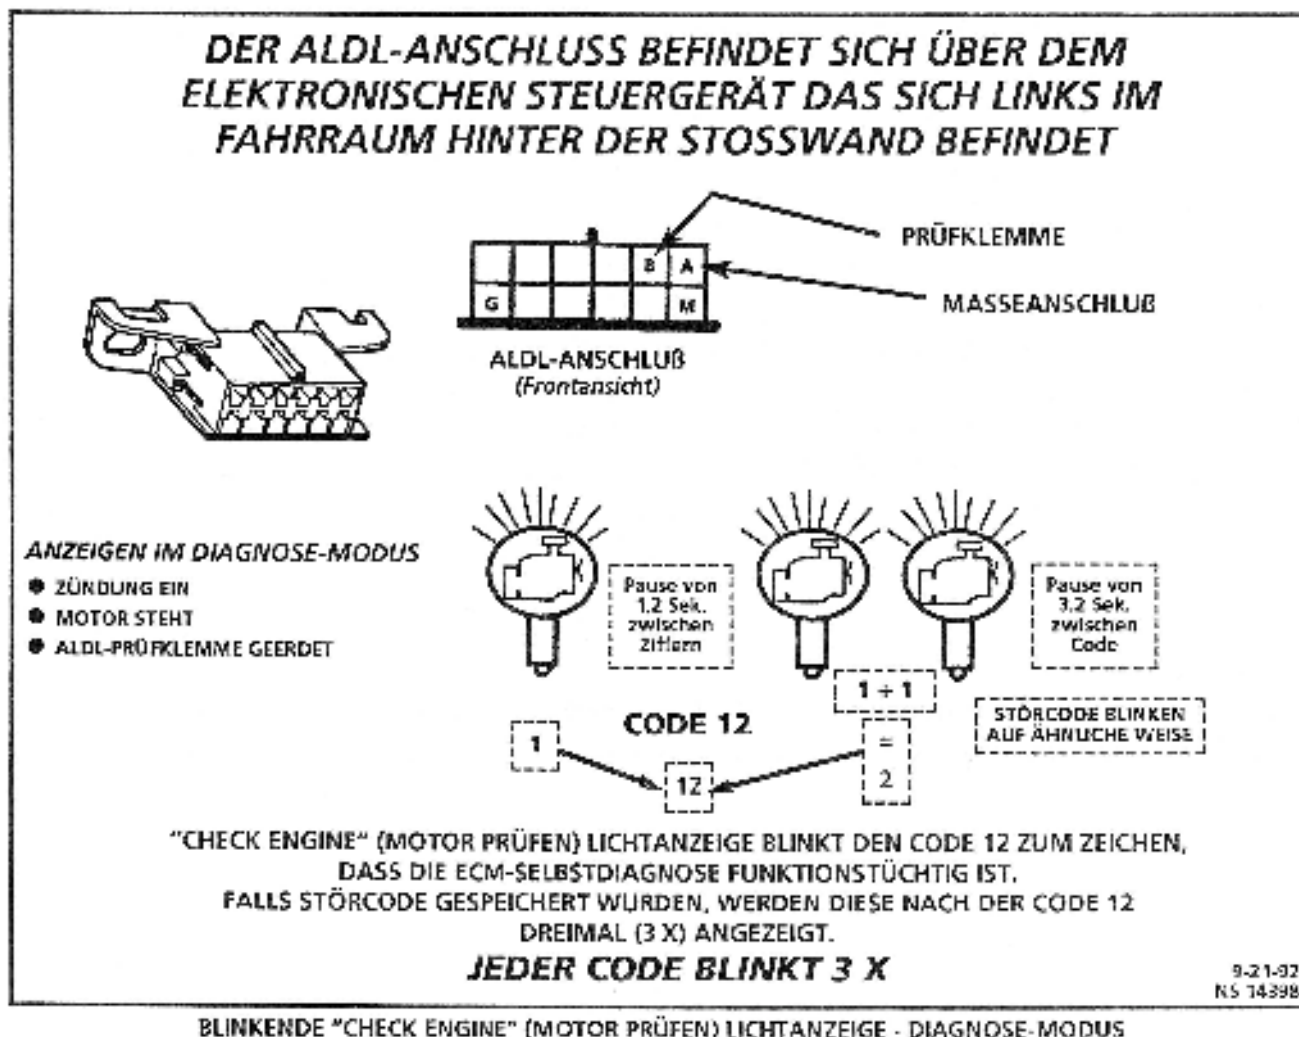 DER ALDL-ANSCHLUSS BEFINDET SICH ÜBER DEM
ELEKTRONISCHEN STEUERGERÄT DAS SICH LINKS IM
FAHRRAUM HINTER DER STOSSWAND BEFINDET
PRÜFKLEMME
B A
MASSEANSCHLUß
G M
ALDL-ANSCHLUß
(Frontansicht)
ANZEIGEN IM DIAGNOSE-MODUS
● ZÜNDUNG EIN
● MOTOR STEHT
● ALDL-PRÜFKLEMME GEERDET
Pause von
1.2 Sek.
zwischen
Ziffern
Pause von
3.2 Sek.
zwischen
Code
1 + 1
=
2
STÖRCODE BLINKEN
AUF ÄHNLICHE WEISE
CODE 12
1
12
"CHECK ENGINE" (MOTOR PRÜFEN) LICHTANZEIGE BLINKT DEN CODE 12 ZUM ZEICHEN,
DASS DIE ECM-SELBSTDIAGNOSE FUNKTIONSTÜCHTIG IST.
FALLS STÖRCODE GESPEICHERT WURDEN, WERDEN DIESE NACH DER CODE 12
DREIMAL (3 X) ANGEZEIGT.
JEDER CODE BLINKT 3 X
9-21-92
NS 14398
BLINKENDE "CHECK ENGINE" (MOTOR PRÜFEN) LICHTANZEIGE - DIAGNOSE-MODUS